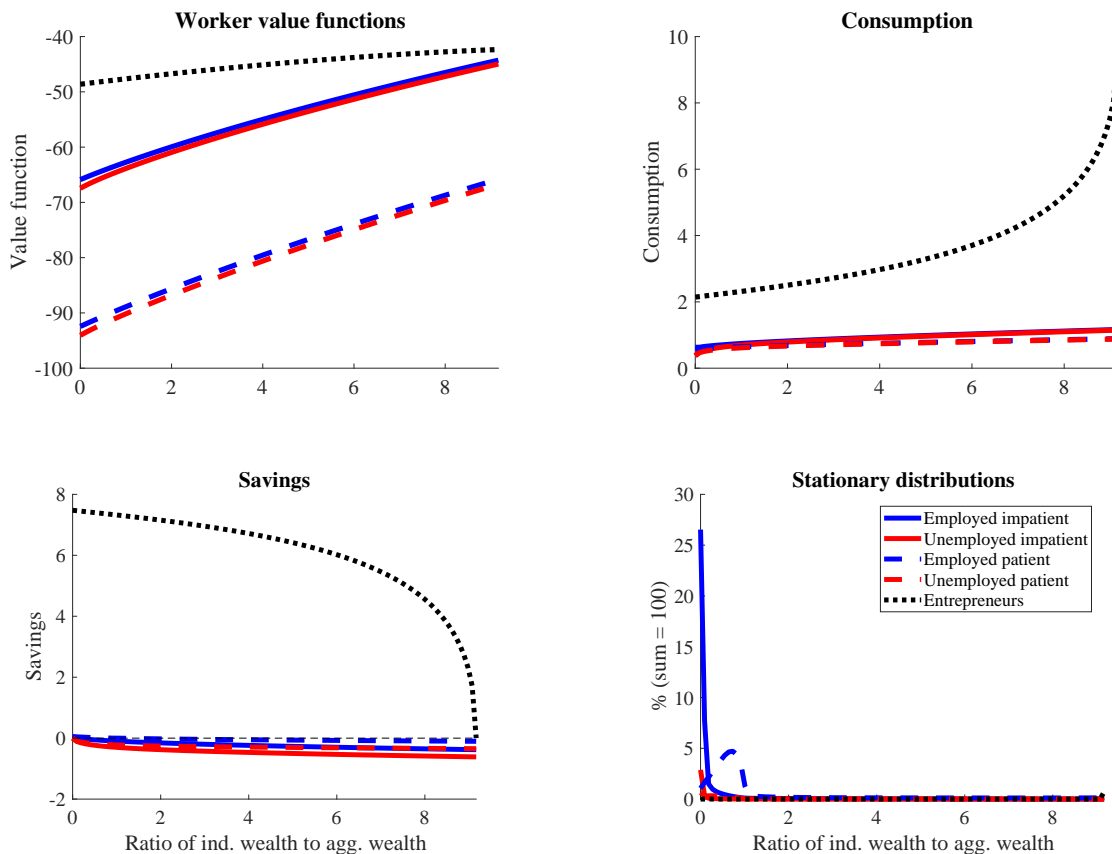 Worker value functions
-40
-50
-60
-70
-80
-90
-100
0 2 4 6 8
Value function
Consumption
10
8
6
4
2
0
0 2 4 6 8
Consumption
Savings
8
6
4
2
0
-2
0 2 4 6 8
Savings
Ratio of ind. wealth to agg. wealth
Stationary distributions
30
25
20
15
10
5
0
0 2 4 6 8
% (sum = 100)
Ratio of ind. wealth to agg. wealth
Employed impatient
Unemployed impatient
Employed patient
Unemployed patient
Entrepreneurs